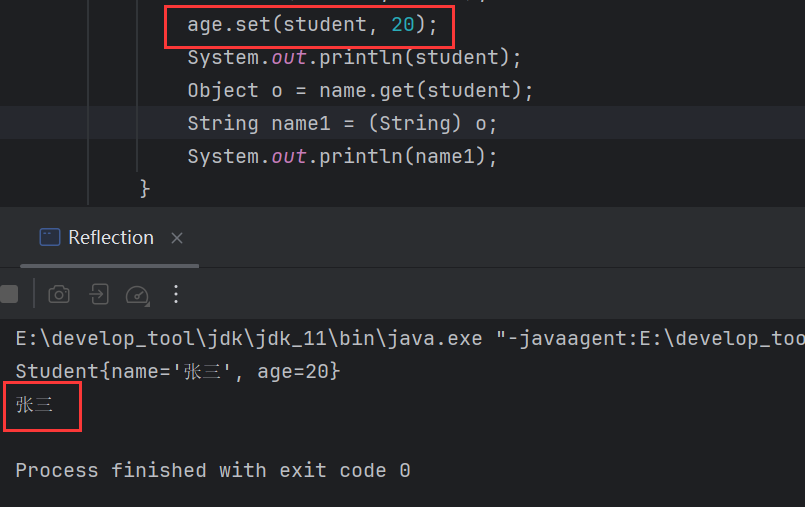 age.set(student, 20);
System.out.println(student);
Object o = name.get(student);
String name1 = (String) o;
System.out.println(name1);
}
Reflection
E:\develop_tool\jdk\jdk_11\bin\java.exe "-javaagent:E:\develop_too
Student{name='张三', age=20}
张三
Process finished with exit code 0